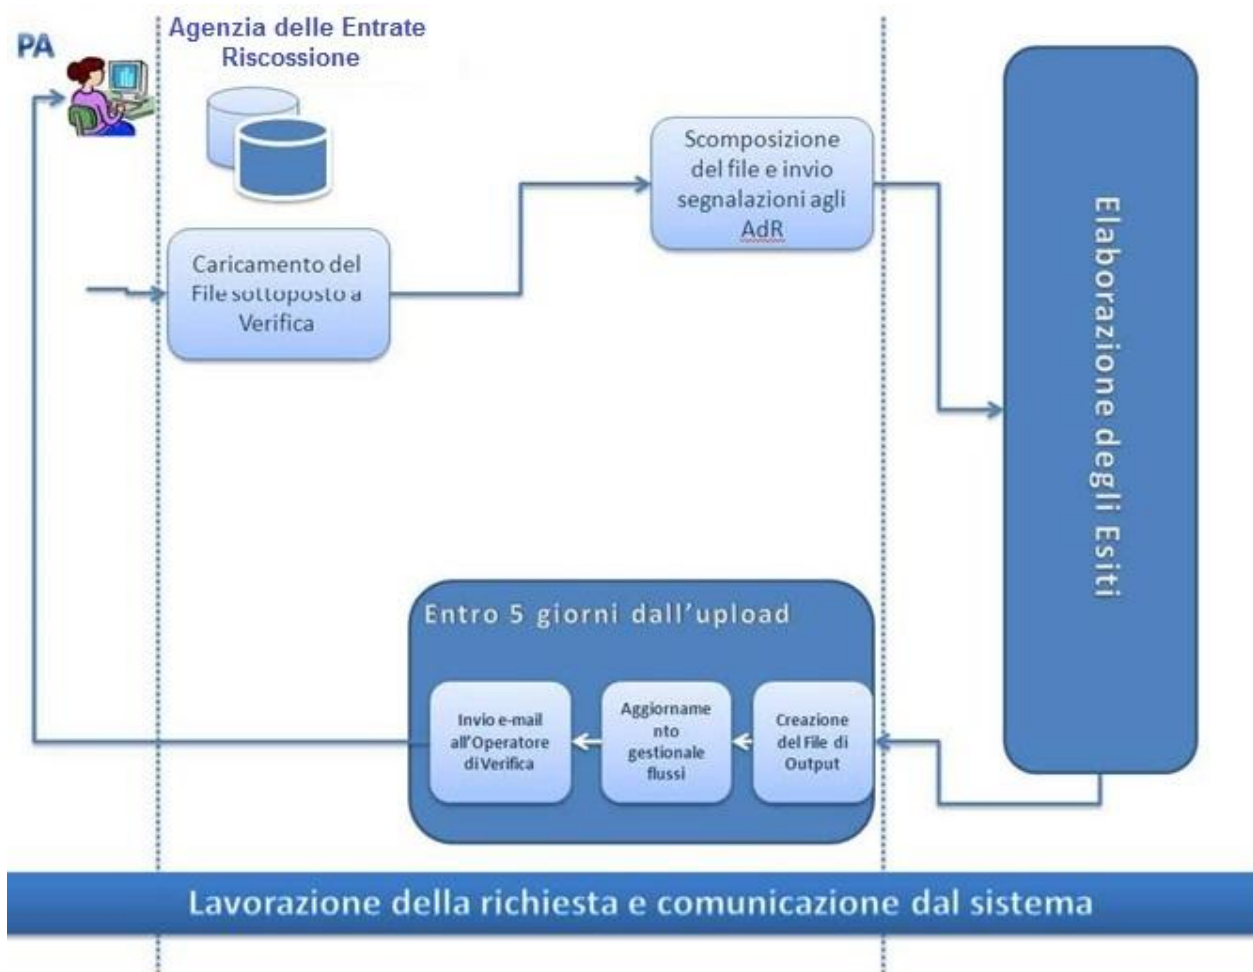 PA
Agenzia delle Entrate
Riscossione
Scomposizione
del file e invio
segnalazioni agli
AdR
Caricamento del
File sottoposto a
Verifica
Elaborazione degli Esiti
Entro 5 giorni dall’upload
Invio e-mail
all’Operatore
di Verifica
Aggiorname
nto
gestionale
flussi
Creazione
del File di
Output
Lavorazione della richiesta e comunicazione dal sistema